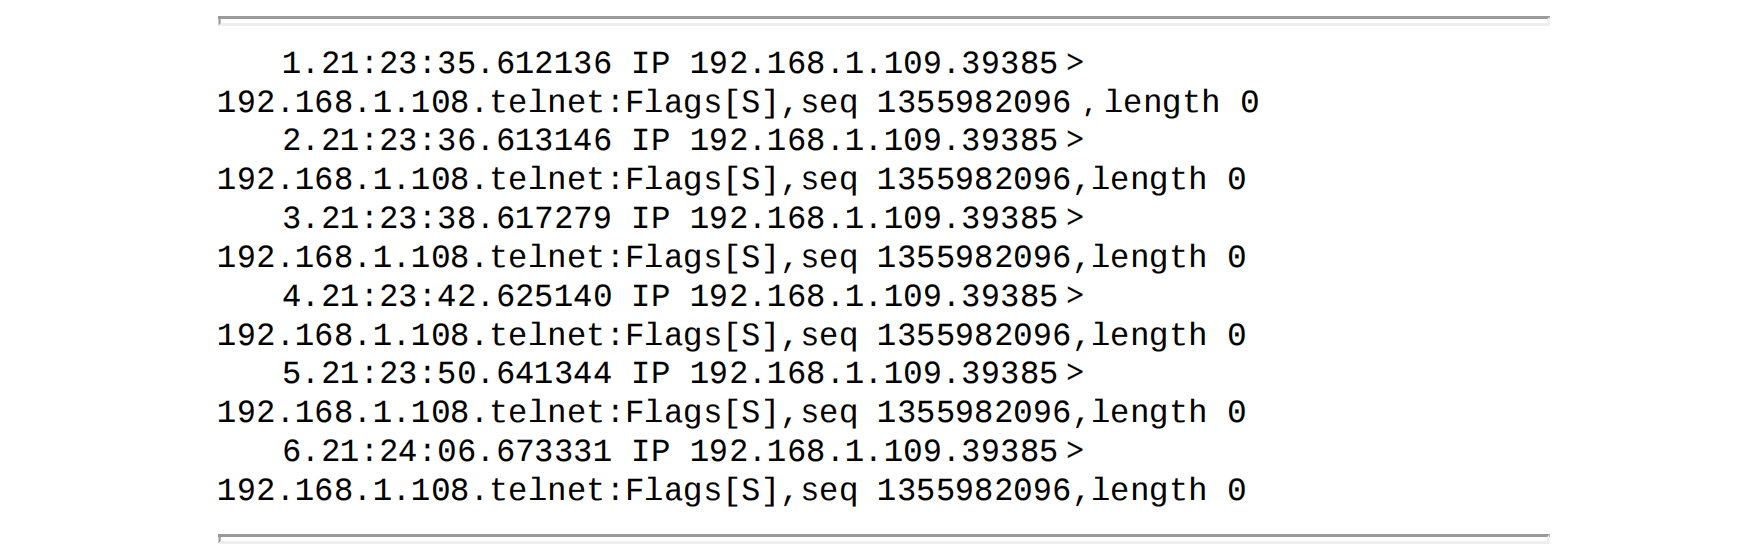 1.21:23:35.612136 IP 192.168.1.109.39385>
192.168.1.108.telnet:Flags[S],seq 1355982096,length 0
2.21:23:36.613146 IP 192.168.1.109.39385>
192.168.1.108.telnet:Flags[S],seq 1355982096,length 0
3.21:23:38.617279 IP 192.168.1.109.39385>
192.168.1.108.telnet:Flags[S],seq 1355982096,length 0
4.21:23:42.625140 IP 192.168.1.109.39385>
192.168.1.108.telnet:Flags[S],seq 1355982096,length 0
5.21:23:50.641344 IP 192.168.1.109.39385>
192.168.1.108.telnet:Flags[S],seq 1355982096,length 0
6.21:24:06.673331 IP 192.168.1.109.39385>
192.168.1.108.telnet:Flags[S],seq 1355982096,length 0